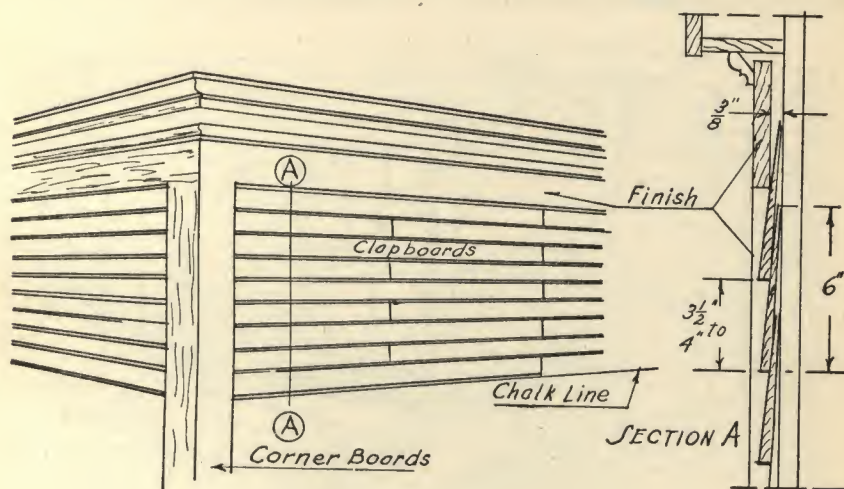 A
Clapboards
A
Chalk Line
Corner Boards
Finish
3/8"
3 1/2"
4" to
6"
SECTION A